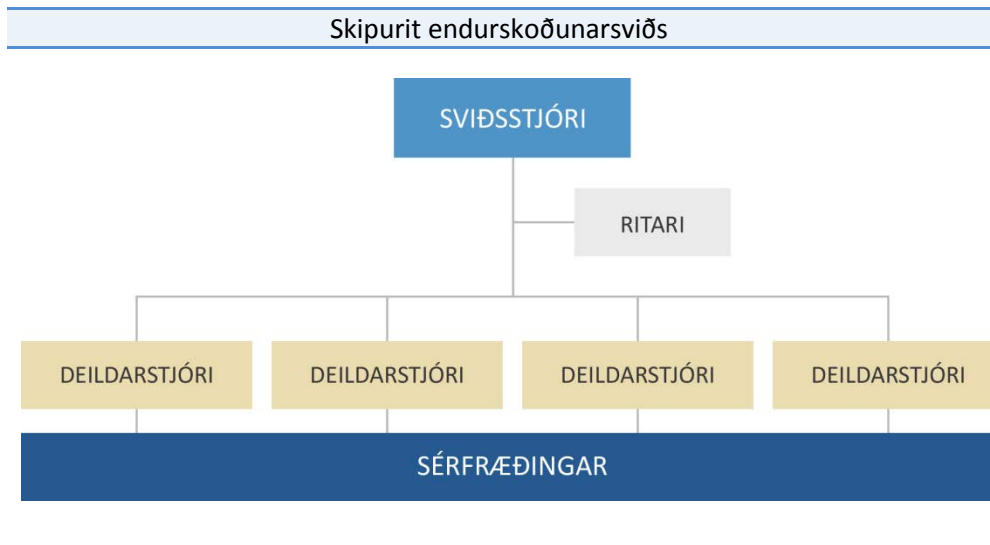 Skipurit endurskoðunarsviðs
SVIÐSSTJÓRI
RITARI
DEILDARSTJÓRI DEILDARSTJÓRI DEILDARSTJÓRI DEILDARSTJÓRI
SÉRFRÆÐINGAR